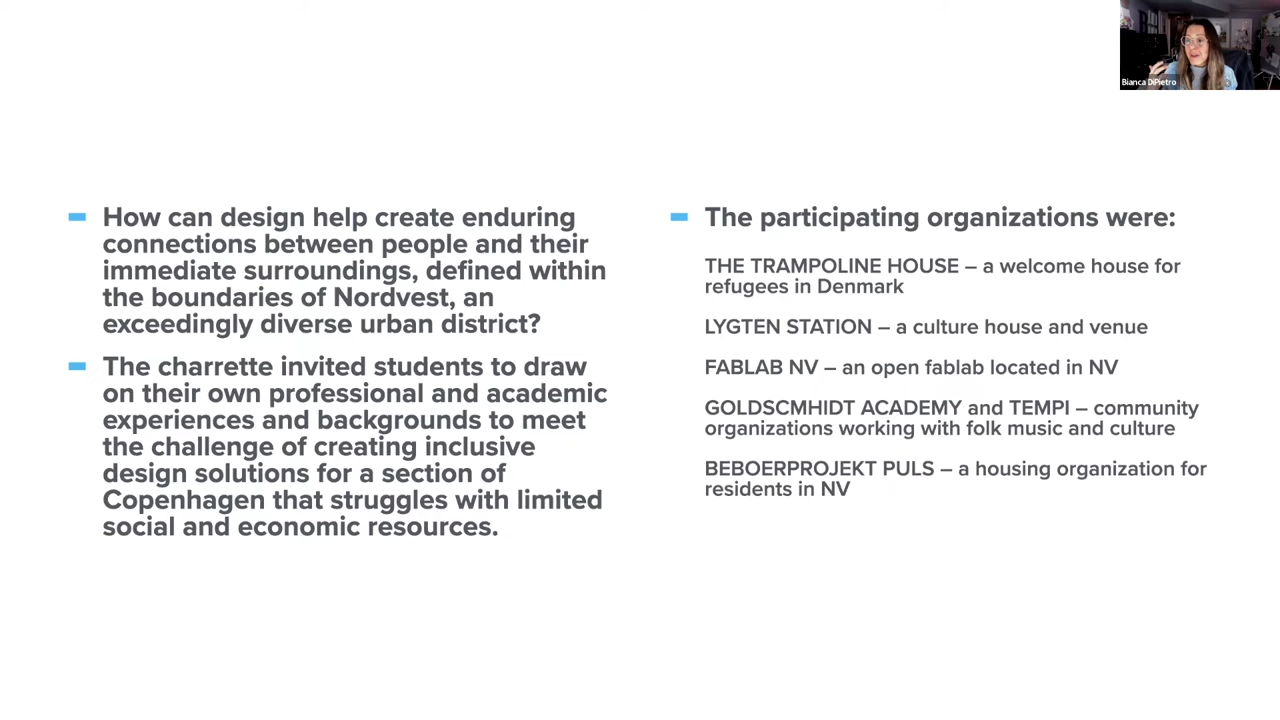 Bianca DiPietro
How can design help create enduring
connections between people and their
immediate surroundings, defined within
the boundaries of Nordvest, an
exceedingly diverse urban district?
The charrette invited students to draw
on their own professional and academic
experiences and backgrounds to meet
the challenge of creating inclusive
design solutions for a section of
Copenhagen that struggles with limited
social and economic resources.
The participating organizations were:
THE TRAMPOLINE HOUSE – a welcome house for
refugees in Denmark
LYGTEN STATION – a culture house and venue
FABLAB NV – an open fablab located in NV
GOLDSCMHIDT ACADEMY and TEMPI – community
organizations working with folk music and culture
BEBOERPROJEKT PULS – a housing organization for
residents in NV